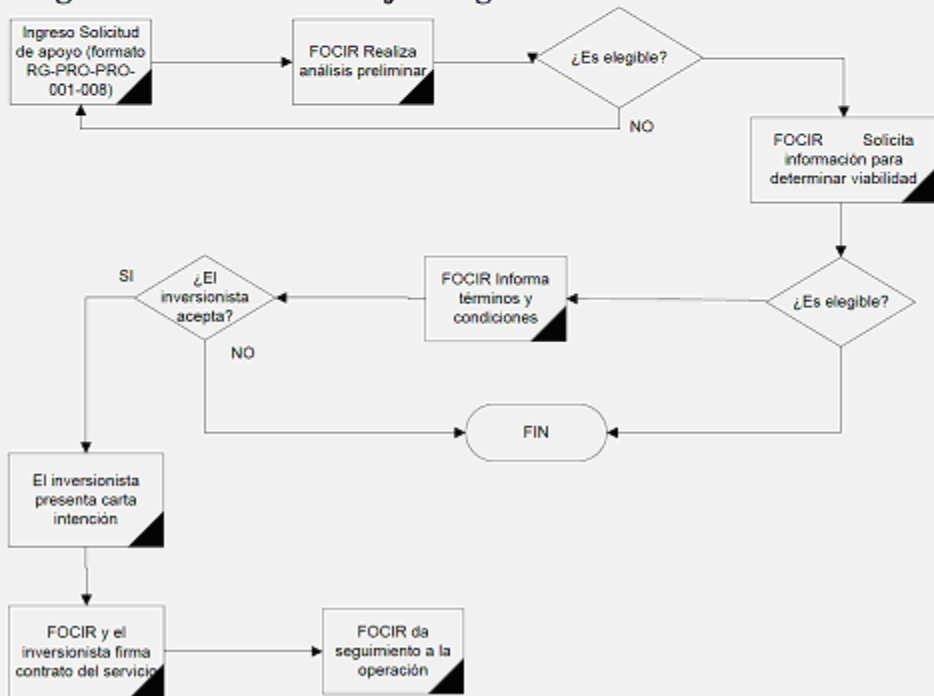 Ingreso Solicitud
de apoyo (formato
RG-PRO-PRO-
001-008)
FOCIR Realiza
análisis preliminar
¿Es elegible?
NO
FOCIR Solicita
información para
determinar viabilidad
¿Es elegible?
FOCIR Informa
términos y
condiciones
¿El
inversionista
acepta?
SI
NO
FIN
El inversionista
presenta carta
intención
FOCIR y el
inversionista firma
contrato del servicio
FOCIR da
seguimiento a la
operación